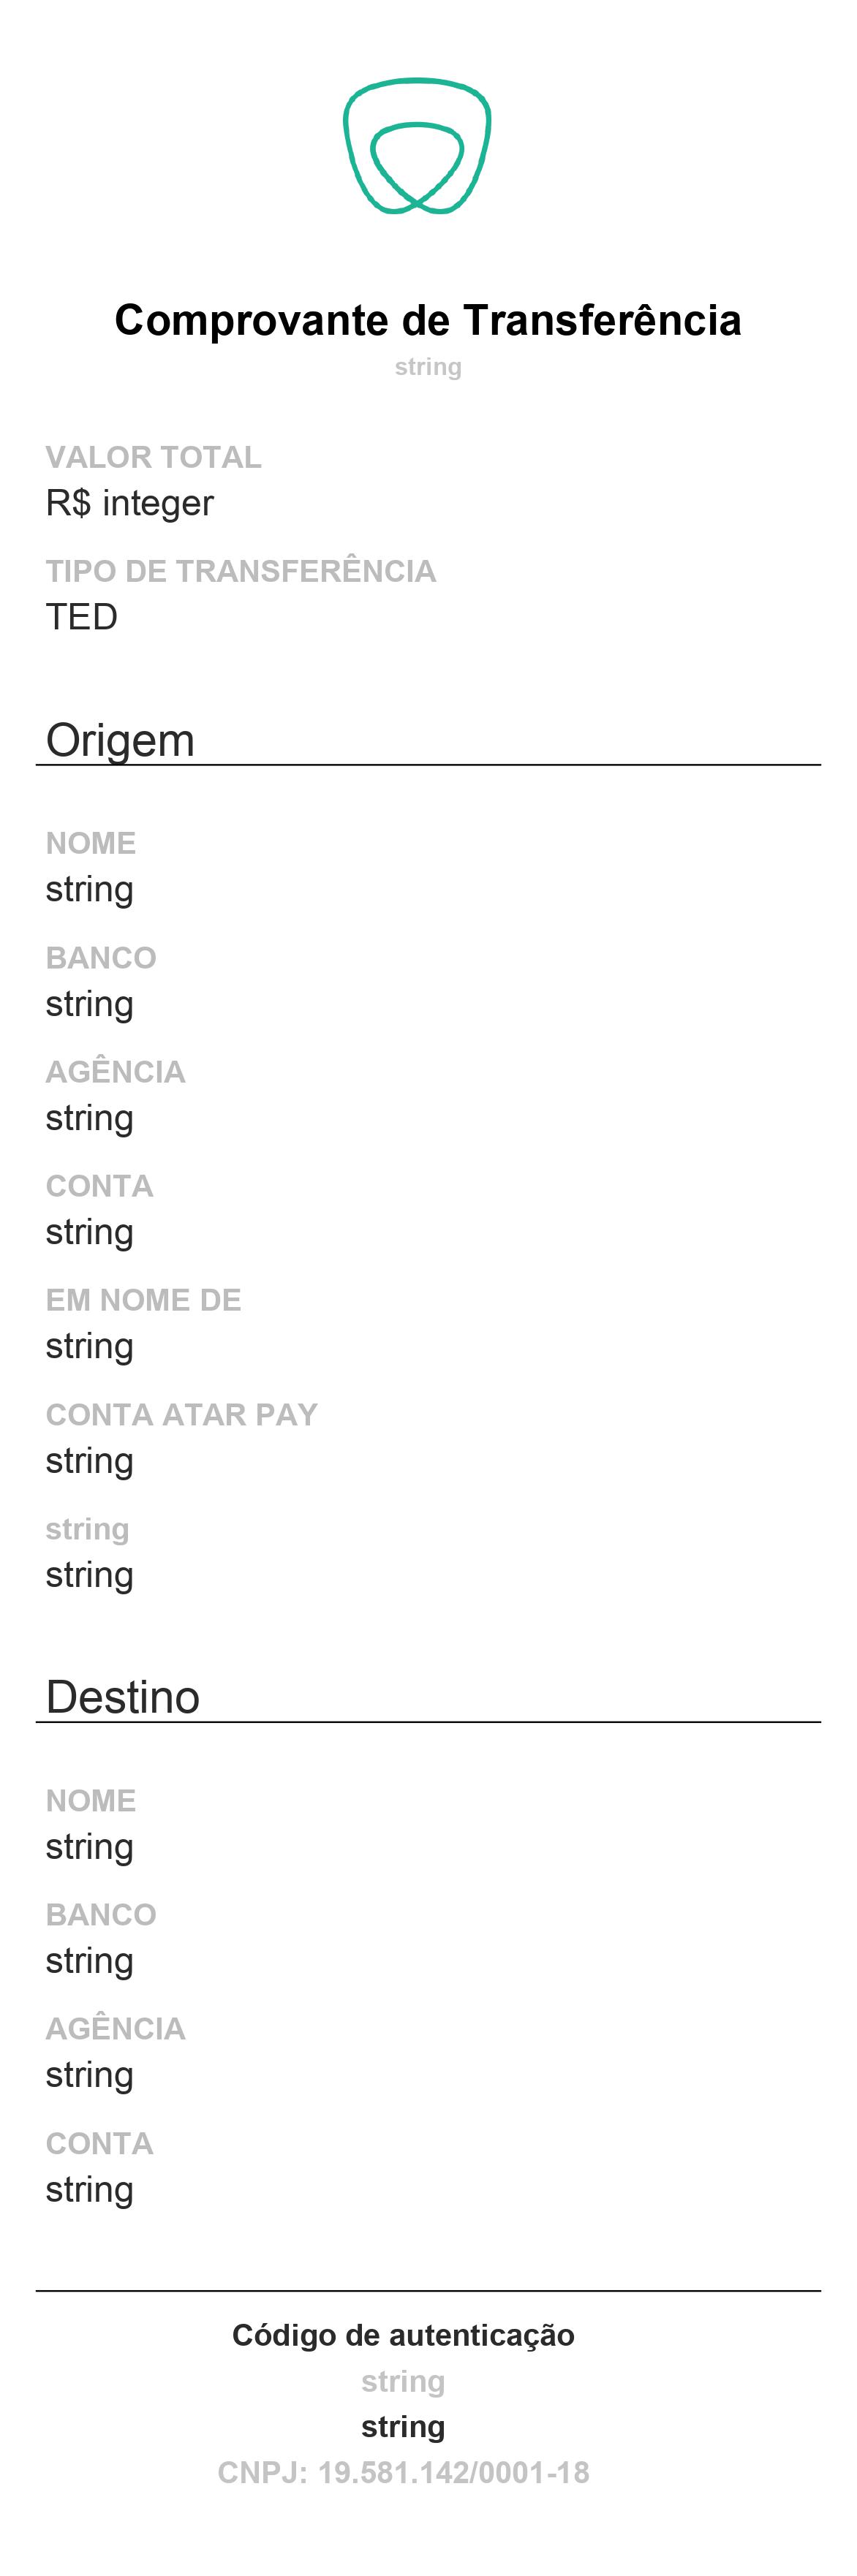 Comprovante de Transferência
string
VALOR TOTAL
R$ integer
TIPO DE TRANSFERÊNCIA
TED
Origem
NOME
string
BANCO
string
AGÊNCIA
string
CONTA
string
EM NOME DE
string
CONTA ATAR PAY
string
string
string
Destino
NOME
string
BANCO
string
AGÊNCIA
string
CONTA
string
Código de autenticação
string
string
CNPJ: 19.581.142/0001-18